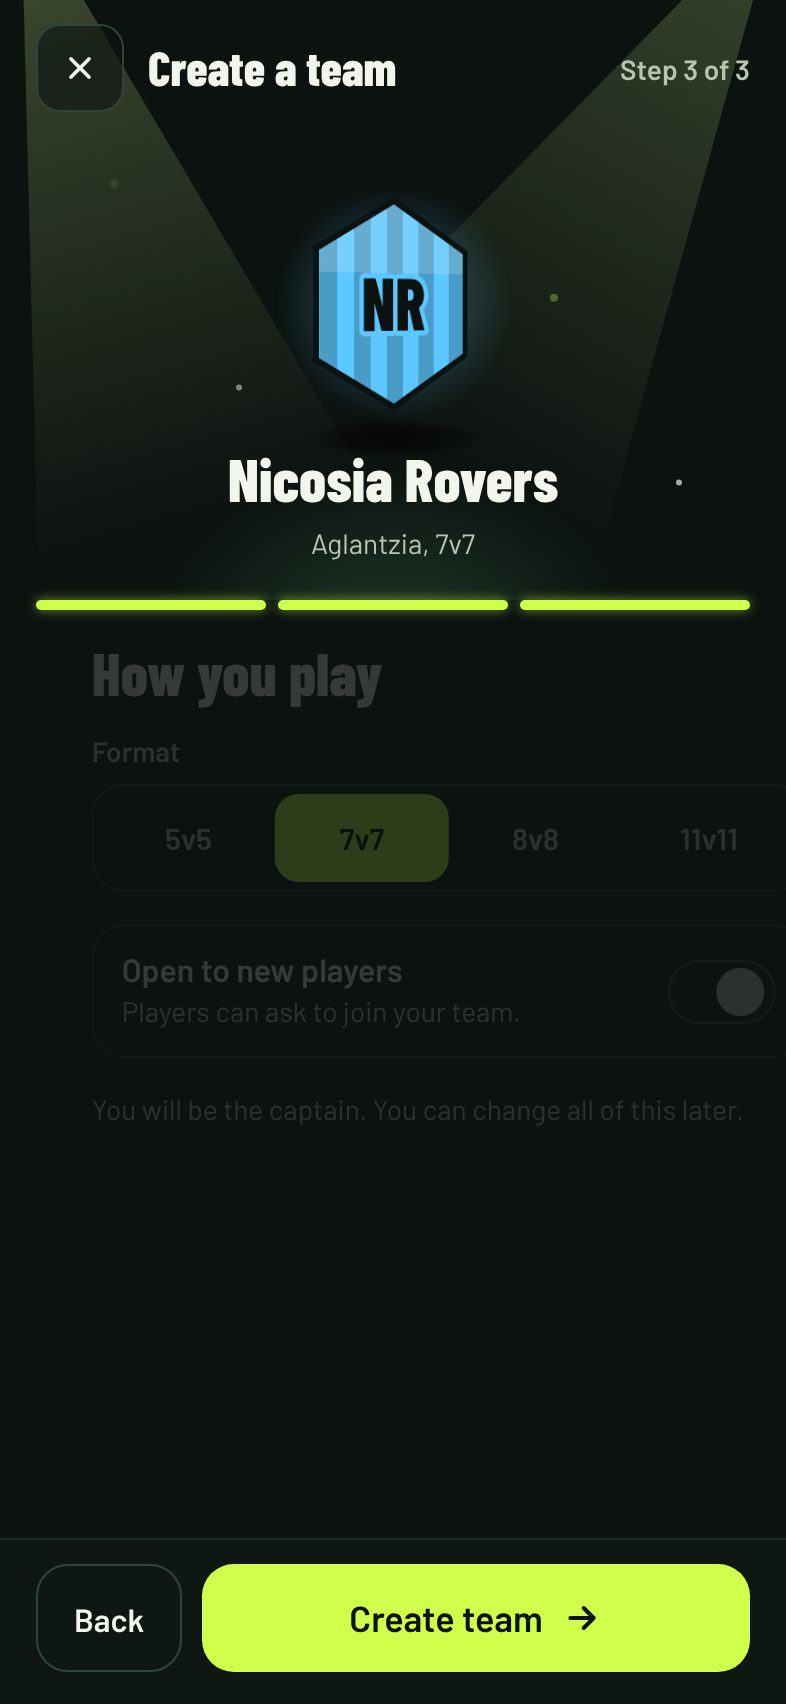 Create a team
Step 3 of 3
NR
Nicosia Rovers
Aglantzia, 7v7
How you play
Format
5v5 7v7 8v8 11v11
Open to new players
Players can ask to join your team.
You will be the captain. You can change all of this later.
Back
Create team